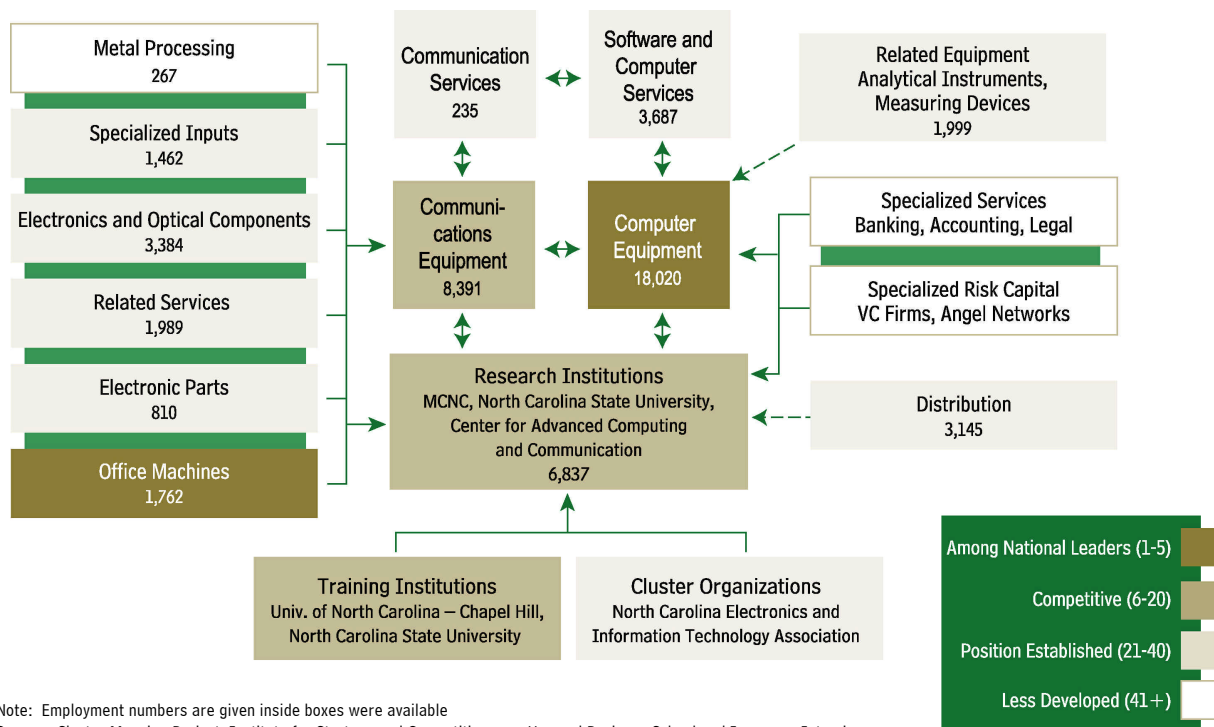 Metal Processing
267
Specialized Inputs
1,462
Electronics and Optical Components
3,384
Related Services
1,989
Electronic Parts
810
Office Machines
1,762
Communication
Services
235
Software and
Computer
Services
3,687
Related Equipment
Analytical Instruments,
Measuring Devices
1,999
Communi-
cations
Equipment
8,391
Computer
Equipment
18,020
Specialized Services
Banking, Accounting, Legal
Specialized Risk Capital
VC Firms, Angel Networks
Research Institutions
MCNC, North Carolina State University,
Center for Advanced Computing
and Communication
6,837
Distribution
3,145
Training Institutions
Univ. of North Carolina – Chapel Hill,
North Carolina State University
Cluster Organizations
North Carolina Electronics and
Information Technology Association
Among National Leaders (1-5)
Competitive (6-20)
Position Established (21-40)
Less Developed (41+)
Note: Employment numbers are given inside boxes were available